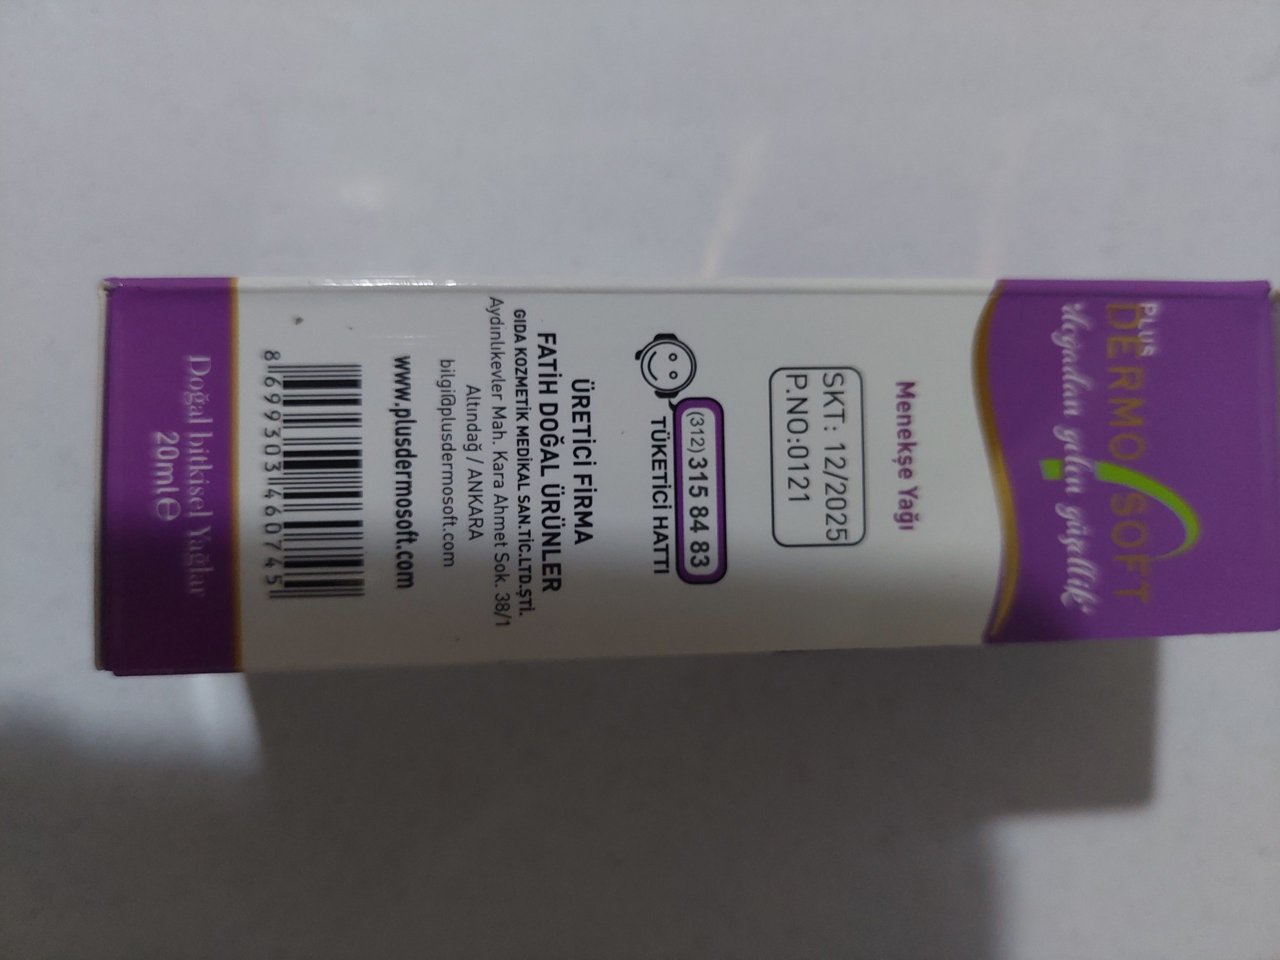 PLUS
DERMO SOFT
doğadan gelen güzellik
Menekşe Yağı
SKT: 12/2025
P.NO:0121
(312)315 84 83
TÜKETİCİ HATTI
ÜRETİCİ FİRMA
FATİH DOĞAL ÜRÜNLER
GIDA KOZMETİK MEDİKAL SAN.TİC.LTD.ŞTİ.
Aydınlıkevler Mah. Kara Ahmet Sok. 38/1
Altındağ / ANKARA
bilgi@plusdermosoft.com
www.plusdermosoft.com
8699303460745
Doğal bitkisel Yağlar
20ml e